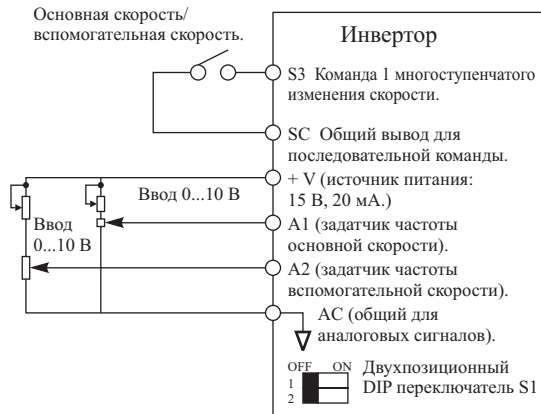 Основная скорость/
вспомогательная скорость.
Инвертор
S3 Команда 1 многоступенчатого
изменения скорости.
SC Общий вывод для
последовательной команды.
+ V (источник питания:
15 В, 20 мА.)
Ввод 0...10 В
Ввод
0...10 В
A1 (задатчик частоты
основной скорости).
A2 (задатчик частоты
вспомогательной скорости).
AC (общий для
аналоговых сигналов).
OFF ON
1
2
Двухпозиционный
DIP переключатель S1